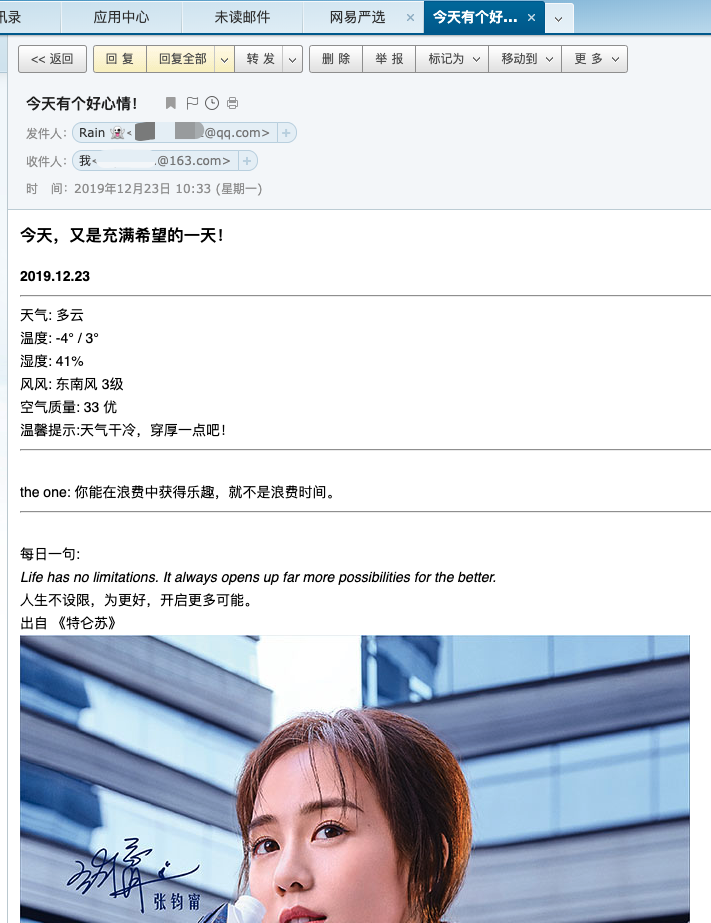 讯录 应用中心 未读邮件 网易严选 × 今天有个好... ×
<< 返回 回 复 回复全部 转 发 删 除 举 报 标记为 移动到 更 多
今天有个好心情！
发件人： Rain < @qq.com> +
收件人： 我< @163.com> +
时 间： 2019年12月23日 10:33 (星期一)
今天，又是充满希望的一天！
2019.12.23
天气: 多云
温度: -4° / 3°
湿度: 41%
风风: 东南风 3级
空气质量: 33 优
温馨提示:天气干冷，穿厚一点吧！
the one: 你能在浪费中获得乐趣，就不是浪费时间。
每日一句:
Life has no limitations. It always opens up far more possibilities for the better.
人生不设限，为更好，开启更多可能。
出自 《特仑苏》
张钧甯